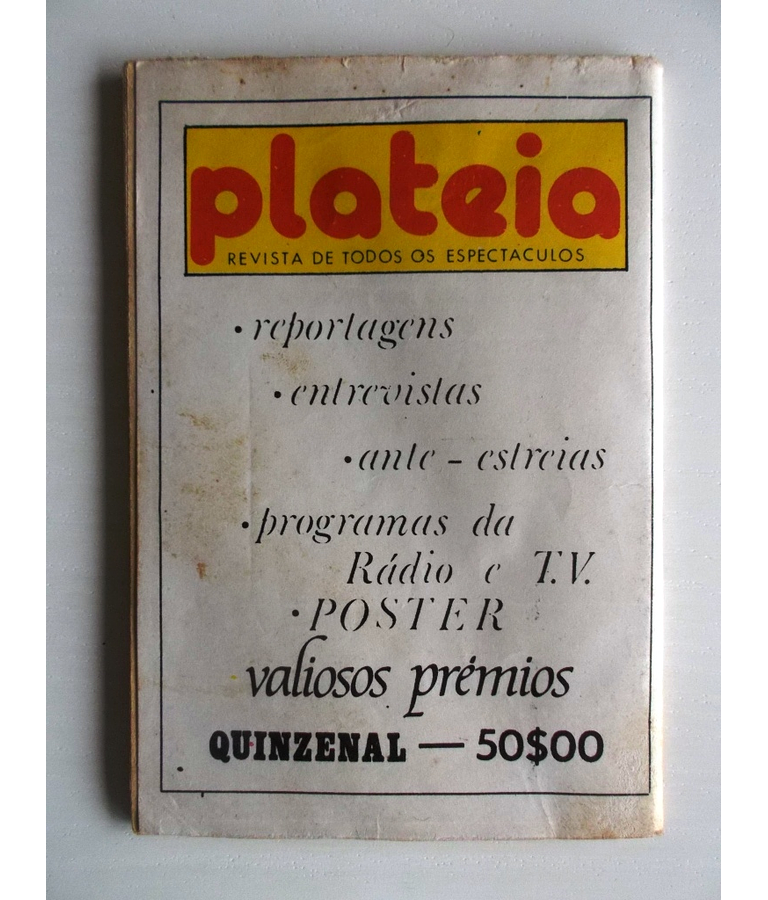 plateia
REVISTA DE TODOS OS ESPECTACULOS
• reportagens
• entrevistas
• ante - estreias
• programas da
Rádio e T.V.
• POSTER
valiosos prémios
QUINZENAL — 50$00